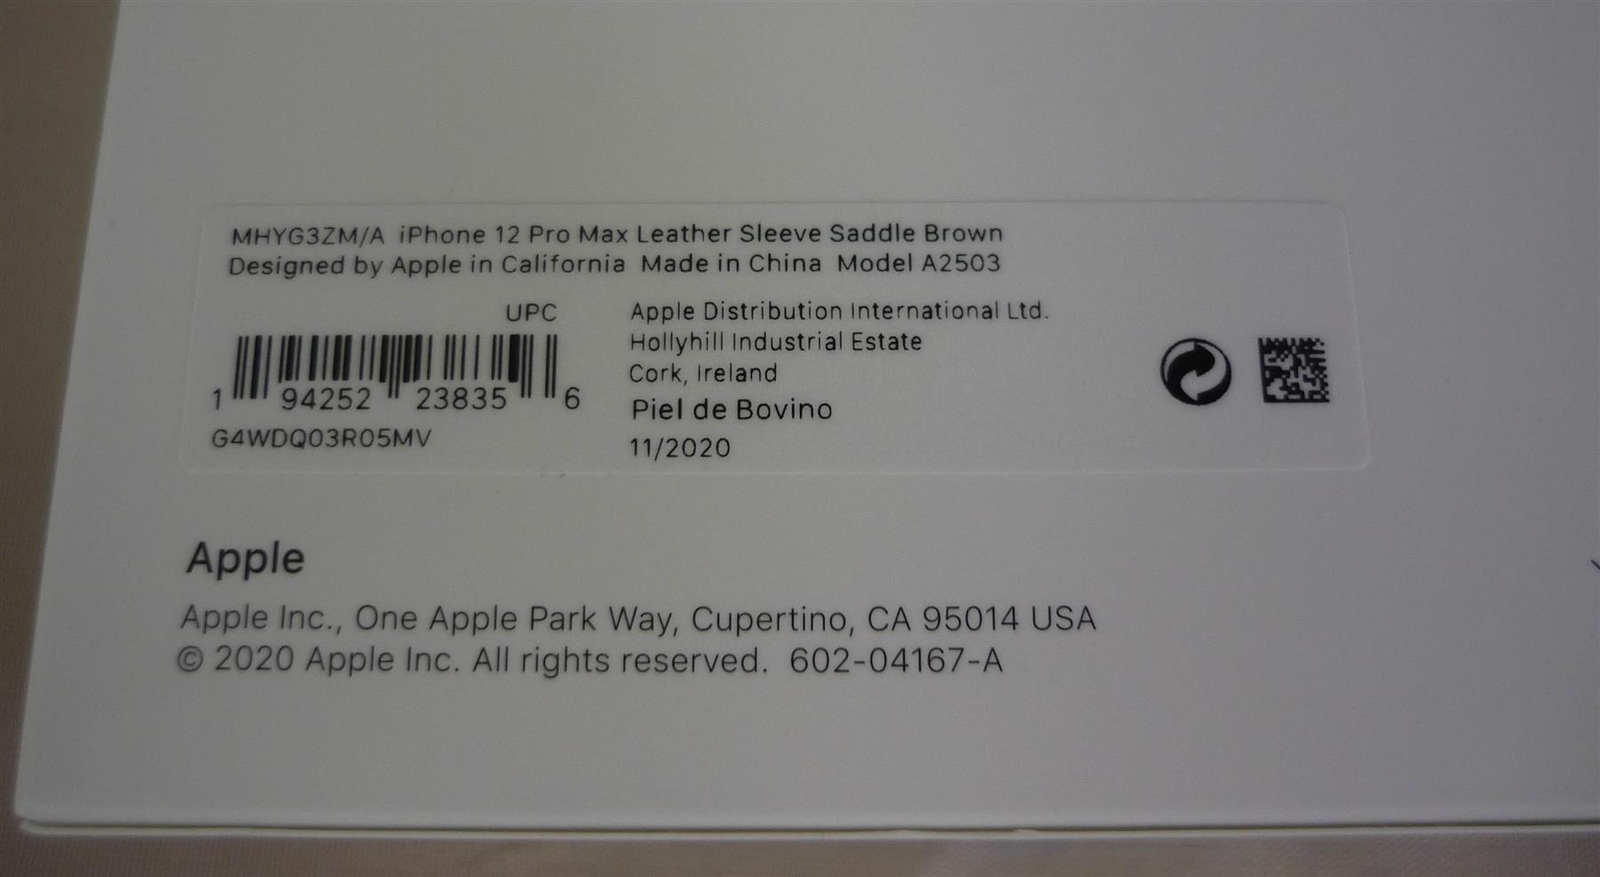 MHYG3ZM/A iPhone 12 Pro Max Leather Sleeve Saddle Brown
Designed by Apple in California Made in China Model A2503
UPC
1 94252 23835 6
G4WDQ03R05MV
Apple Distribution International Ltd.
Hollyhill Industrial Estate
Cork, Ireland
Piel de Bovino
11/2020
Apple
Apple Inc., One Apple Park Way, Cupertino, CA 95014 USA
© 2020 Apple Inc. All rights reserved. 602-04167-A